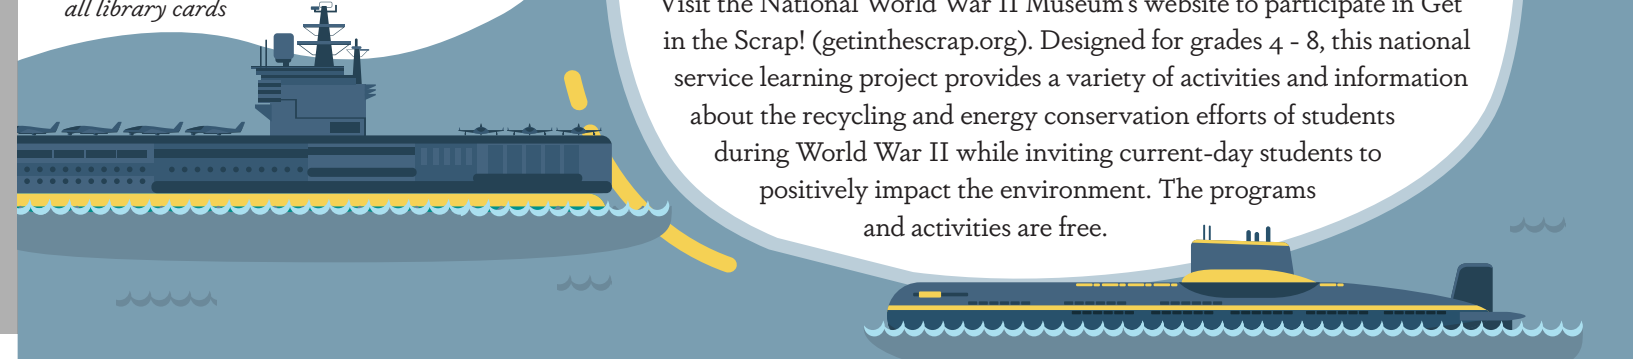 all library cards
Visit the National World War II Museum's website to participate in Get
in the Scrap! (getinthescrap.org). Designed for grades 4 - 8, this national
service learning project provides a variety of activities and information
about the recycling and energy conservation efforts of students
during World War II while inviting current-day students to
positively impact the environment. The programs
and activities are free.